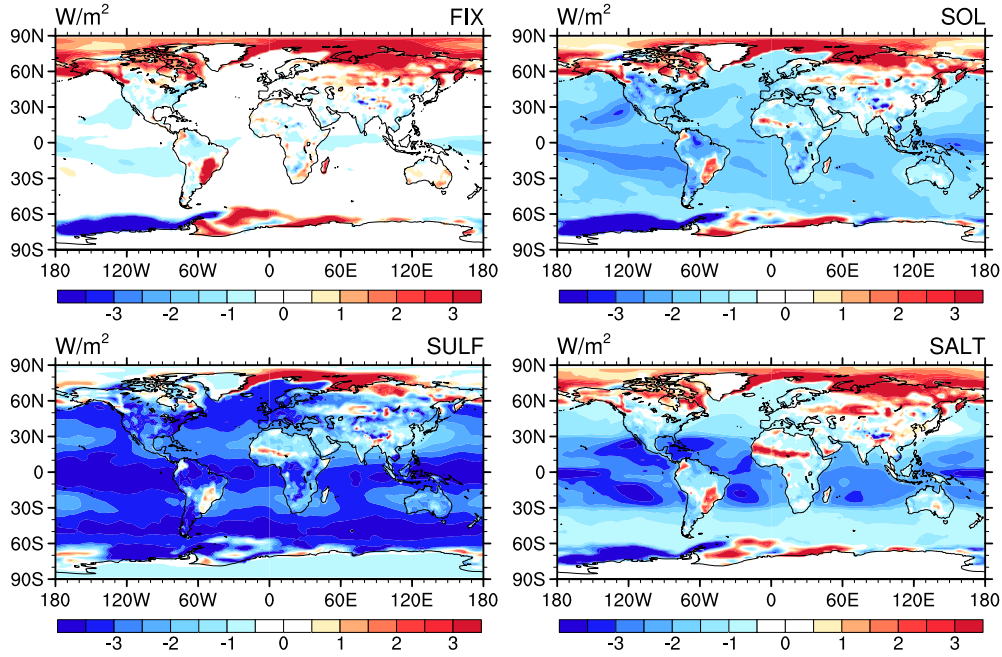 W/m² FIX
90N
60N
30N
0
30S
60S
90S
180 120W 60W 0 60E 120E 180
-3 -2 -1 0 1 2 3
W/m² SOL
90N
60N
30N
0
30S
60S
90S
180 120W 60W 0 60E 120E 180
-3 -2 -1 0 1 2 3
W/m² SULF
90N
60N
30N
0
30S
60S
90S
180 120W 60W 0 60E 120E 180
-3 -2 -1 0 1 2 3
W/m² SALT
90N
60N
30N
0
30S
60S
90S
180 120W 60W 0 60E 120E 180
-3 -2 -1 0 1 2 3